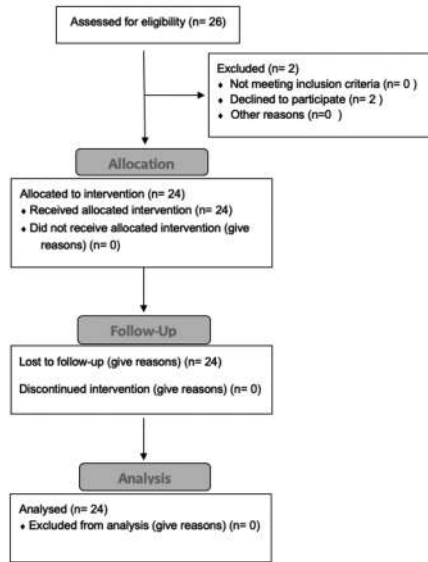 Assessed for eligibility (n= 26)
Excluded (n= 2)
♦ Not meeting inclusion criteria (n= 0 )
♦ Declined to participate (n= 2 )
♦ Other reasons (n=0 )
Allocation
Allocated to intervention (n= 24)
♦ Received allocated intervention (n= 24)
♦ Did not receive allocated intervention (give
reasons) (n= 0)
Follow-Up
Lost to follow-up (give reasons) (n= 24)
Discontinued intervention (give reasons) (n= 0)
Analysis
Analysed (n= 24)
♦ Excluded from analysis (give reasons) (n= 0)